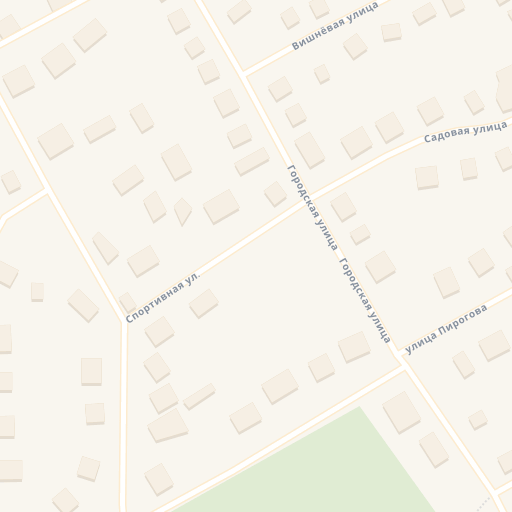 Вишнёвая улица
Садовая улица
Городская улица
Городская улица
Спортивная ул.
улица Пирогова